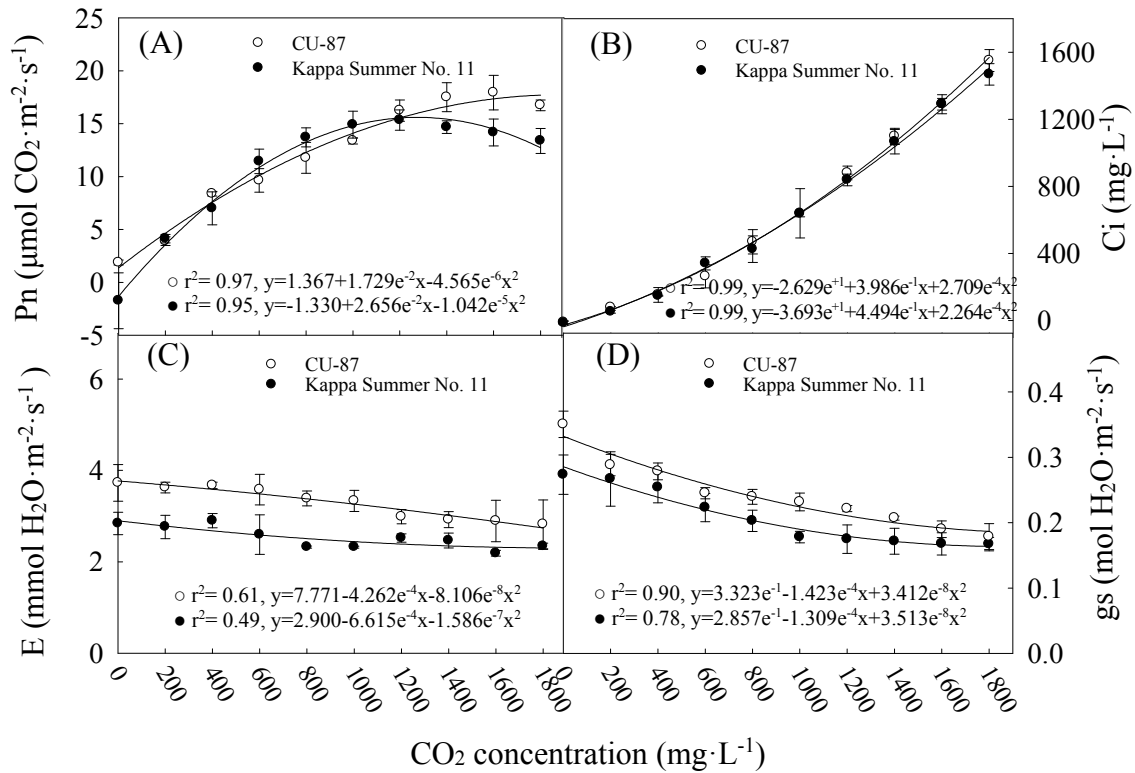 (A)
CU-87
Kappa Summer No. 11
25
20
15
10
5
0
-5
Pn (μmol CO₂·m⁻²·s⁻¹)
r²= 0.97, y=1.367+1.729e⁻²x-4.565e⁻⁶x²
r²= 0.95, y=-1.330+2.656e⁻²x-1.042e⁻⁵x²
(B)
CU-87
Kappa Summer No. 11
1600
1200
800
400
0
Ci (mg·L⁻¹)
r²= 0.99, y=-2.629e⁺¹+3.986e⁻¹x+2.709e⁻⁴x²
r²= 0.99, y=-3.693e⁺¹+4.494e⁻¹x+2.264e⁻⁴x²
(C)
CU-87
Kappa Summer No. 11
6
4
2
0
E (mmol H₂O·m⁻²·s⁻¹)
r²= 0.61, y=7.771-4.262e⁻⁴x-8.106e⁻⁸x²
r²= 0.49, y=2.900-6.615e⁻⁴x-1.586e⁻⁷x²
0 200 400 600 800 1000 1200 1400 1600 1800
(D)
CU-87
Kappa Summer No. 11
0.4
0.3
0.2
0.1
0.0
gs (mol H₂O·m⁻²·s⁻¹)
r²= 0.90, y=3.323e⁻¹-1.423e⁻⁴x+3.412e⁻⁸x²
r²= 0.78, y=2.857e⁻¹-1.309e⁻⁴x+3.513e⁻⁸x²
0 200 400 600 800 1000 1200 1400 1600 1800
CO₂ concentration (mg·L⁻¹)